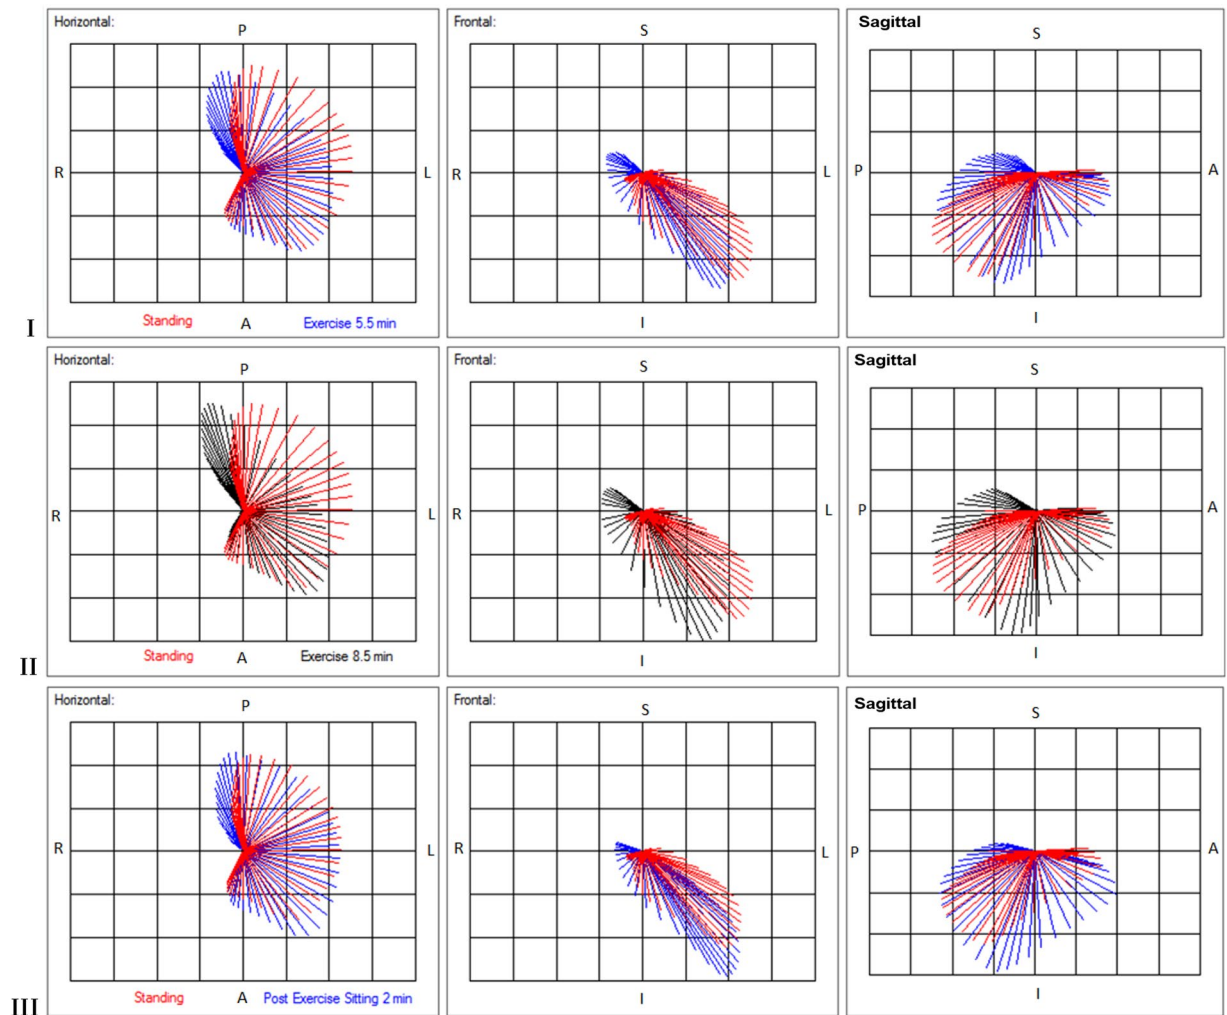 Horizontal:
P
R
L
Standing
A
Exercise 5.5 min
Frontal:
S
R
L
I
Sagittal
S
P
A
I
I
Horizontal:
P
R
L
Standing
A
Exercise 8.5 min
Frontal:
S
R
L
I
Sagittal
S
P
A
I
II
Horizontal:
P
R
L
Standing
A
Post Exercise Sitting 2 min
Frontal:
S
R
L
I
Sagittal
S
P
A
I
III